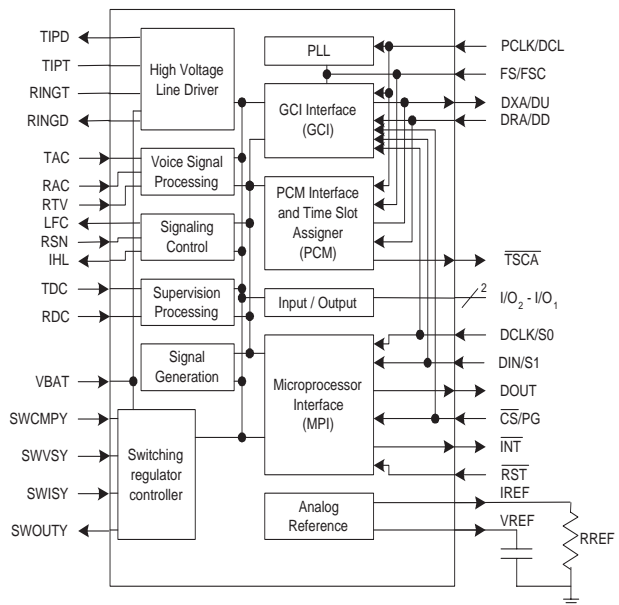 TIPD
TIPT
RINGT
RINGD
TAC
RAC
RTV
LFC
RSN
IHL
TDC
RDC
VBAT
SWCMPY
SWVSY
SWISY
SWOUTY
High Voltage
Line Driver
Voice Signal
Processing
Signaling
Control
Supervision
Processing
Signal
Generation
Switching
regulator
controller
PLL
GCI Interface
(GCI)
PCM Interface
and Time Slot
Assigner
(PCM)
Input / Output
Microprocessor
Interface
(MPI)
Analog
Reference
PCLK/DCL
FS/FSC
DXA/DU
DRA/DD
TSCA
2
I/O2 - I/O1
DCLK/S0
DIN/S1
DOUT
CS/PG
INT
RST
IREF
VREF
RREF